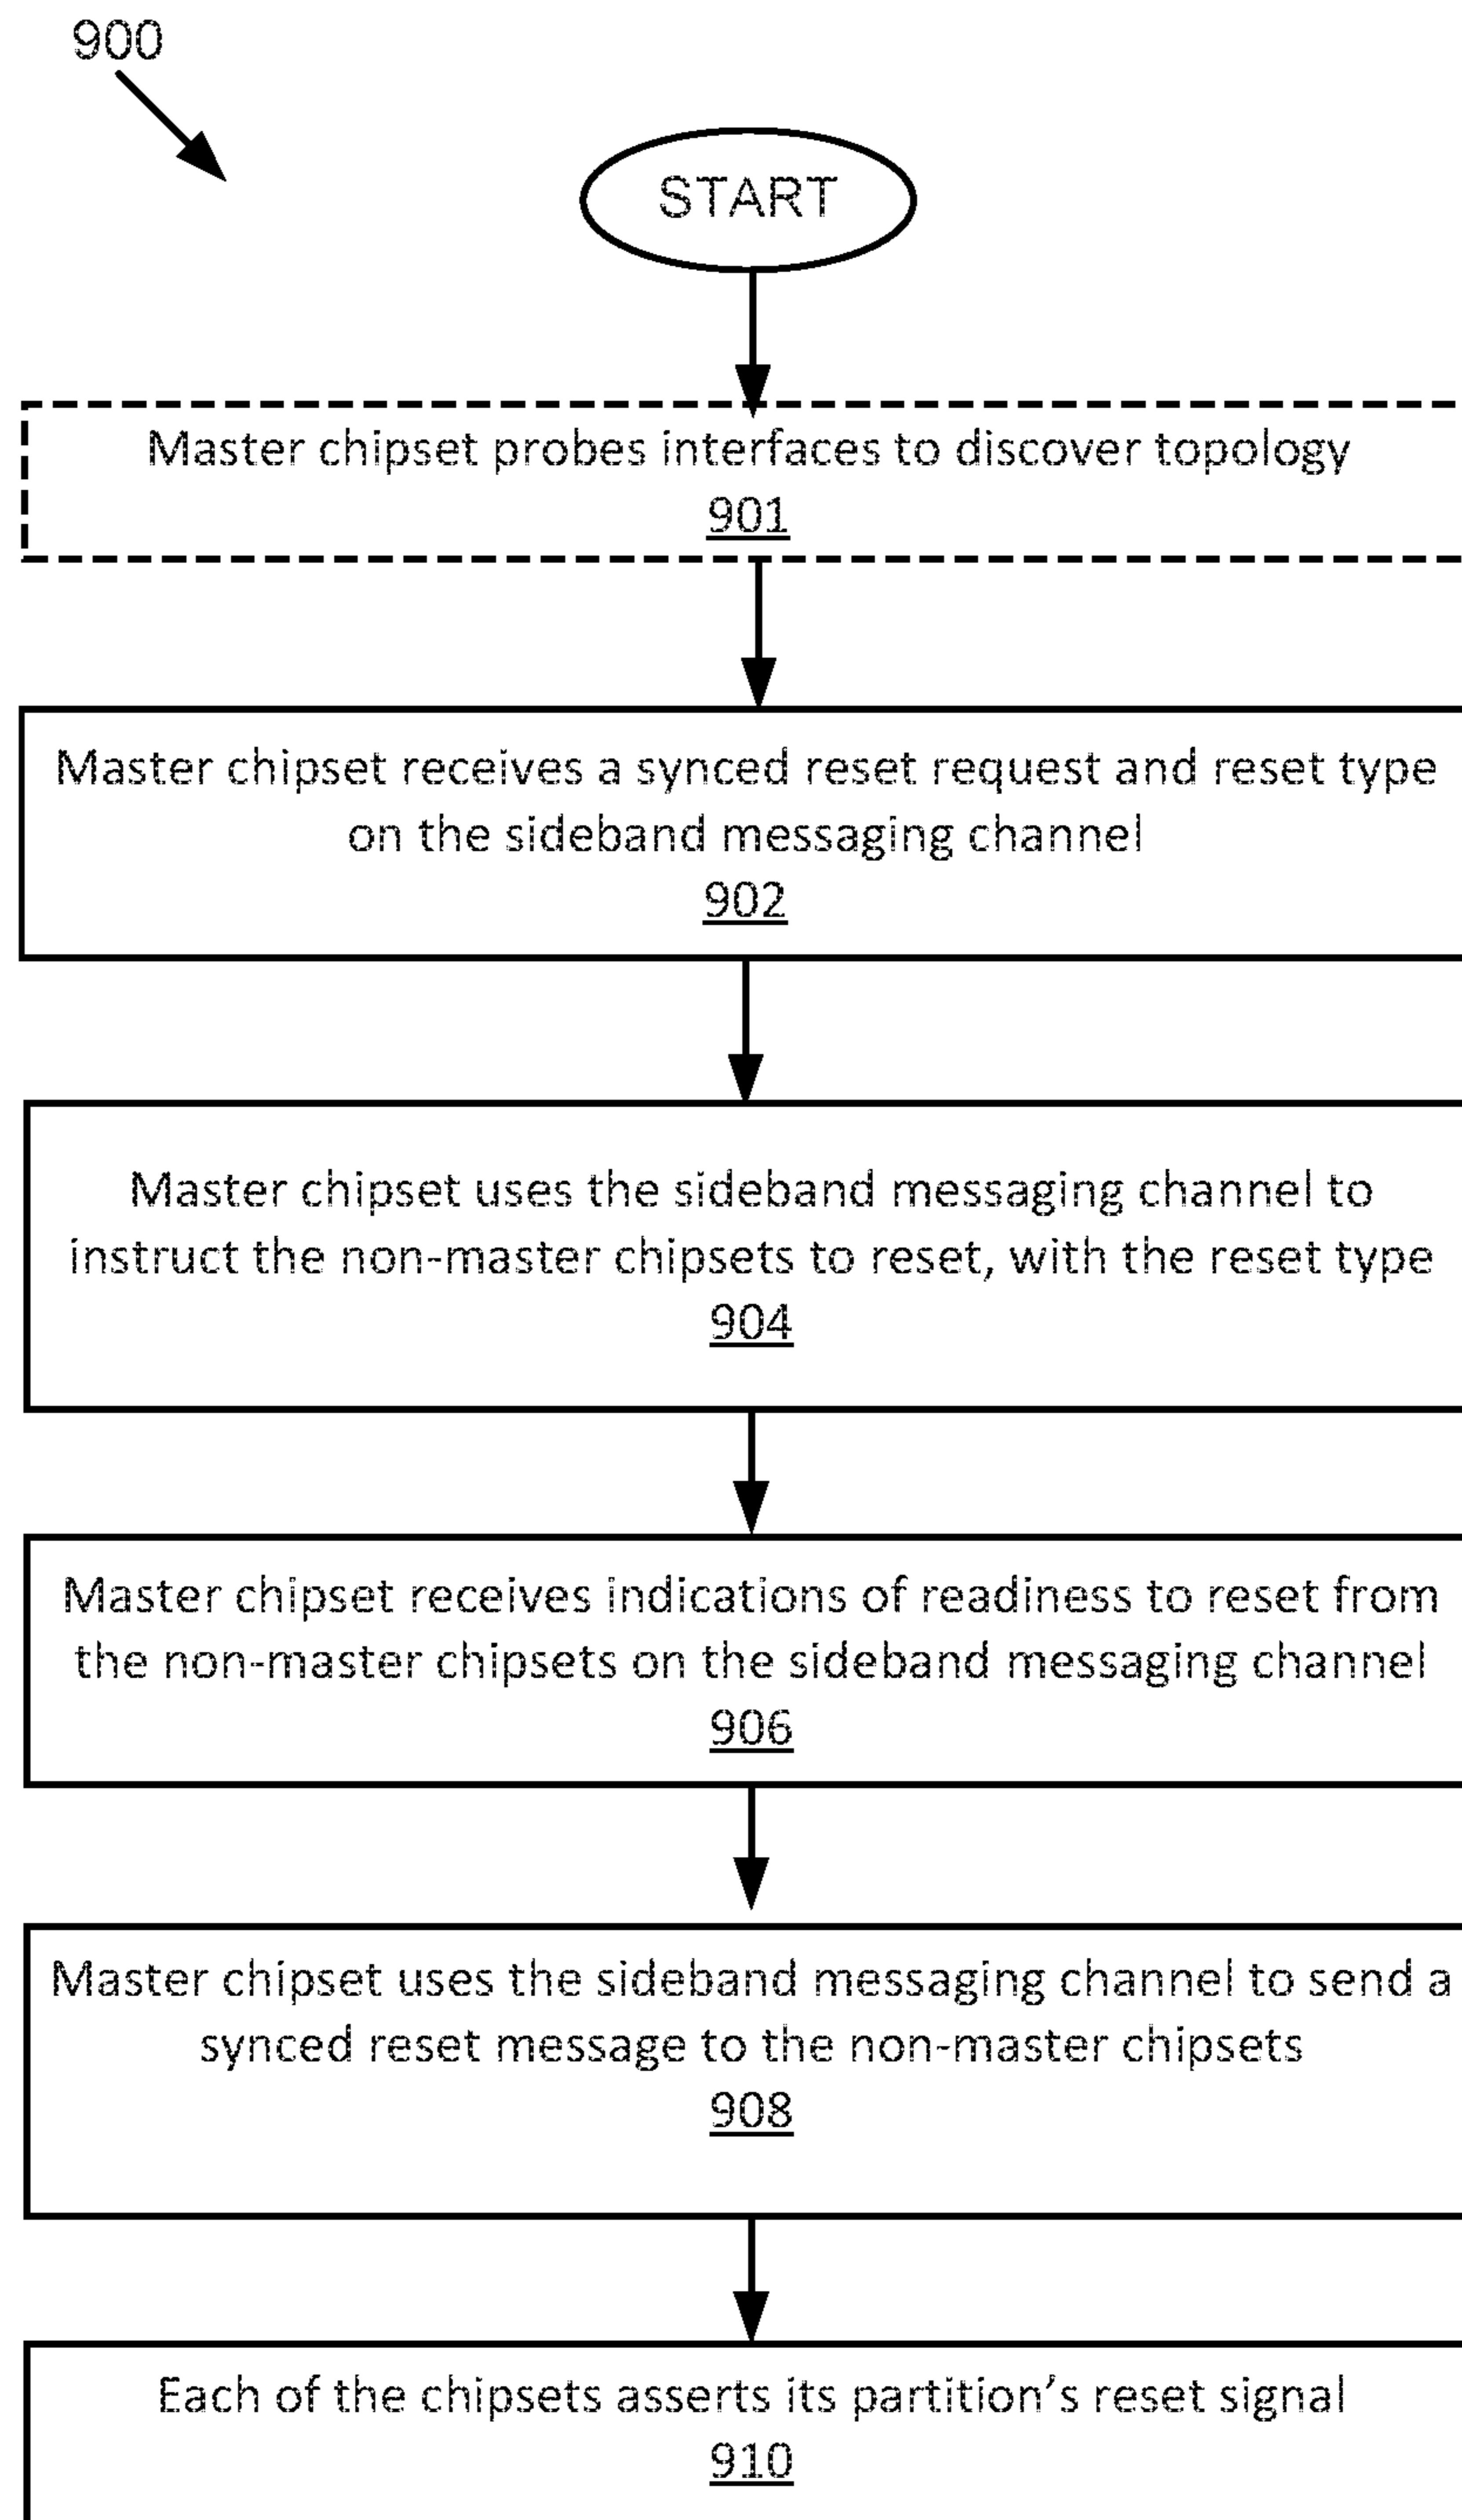 900
START
Master chipset probes interfaces to discover topology
901
Master chipset receives a synced reset request and reset type
on the sideband messaging channel
902
Master chipset uses the sideband messaging channel to
instruct the non-master chipsets to reset, with the reset type
904
Master chipset receives indications of readiness to reset from
the non-master chipsets on the sideband messaging channel
906
Master chipset uses the sideband messaging channel to send a
synced reset message to the non-master chipsets
908
Each of the chipsets asserts its partition’s reset signal
910